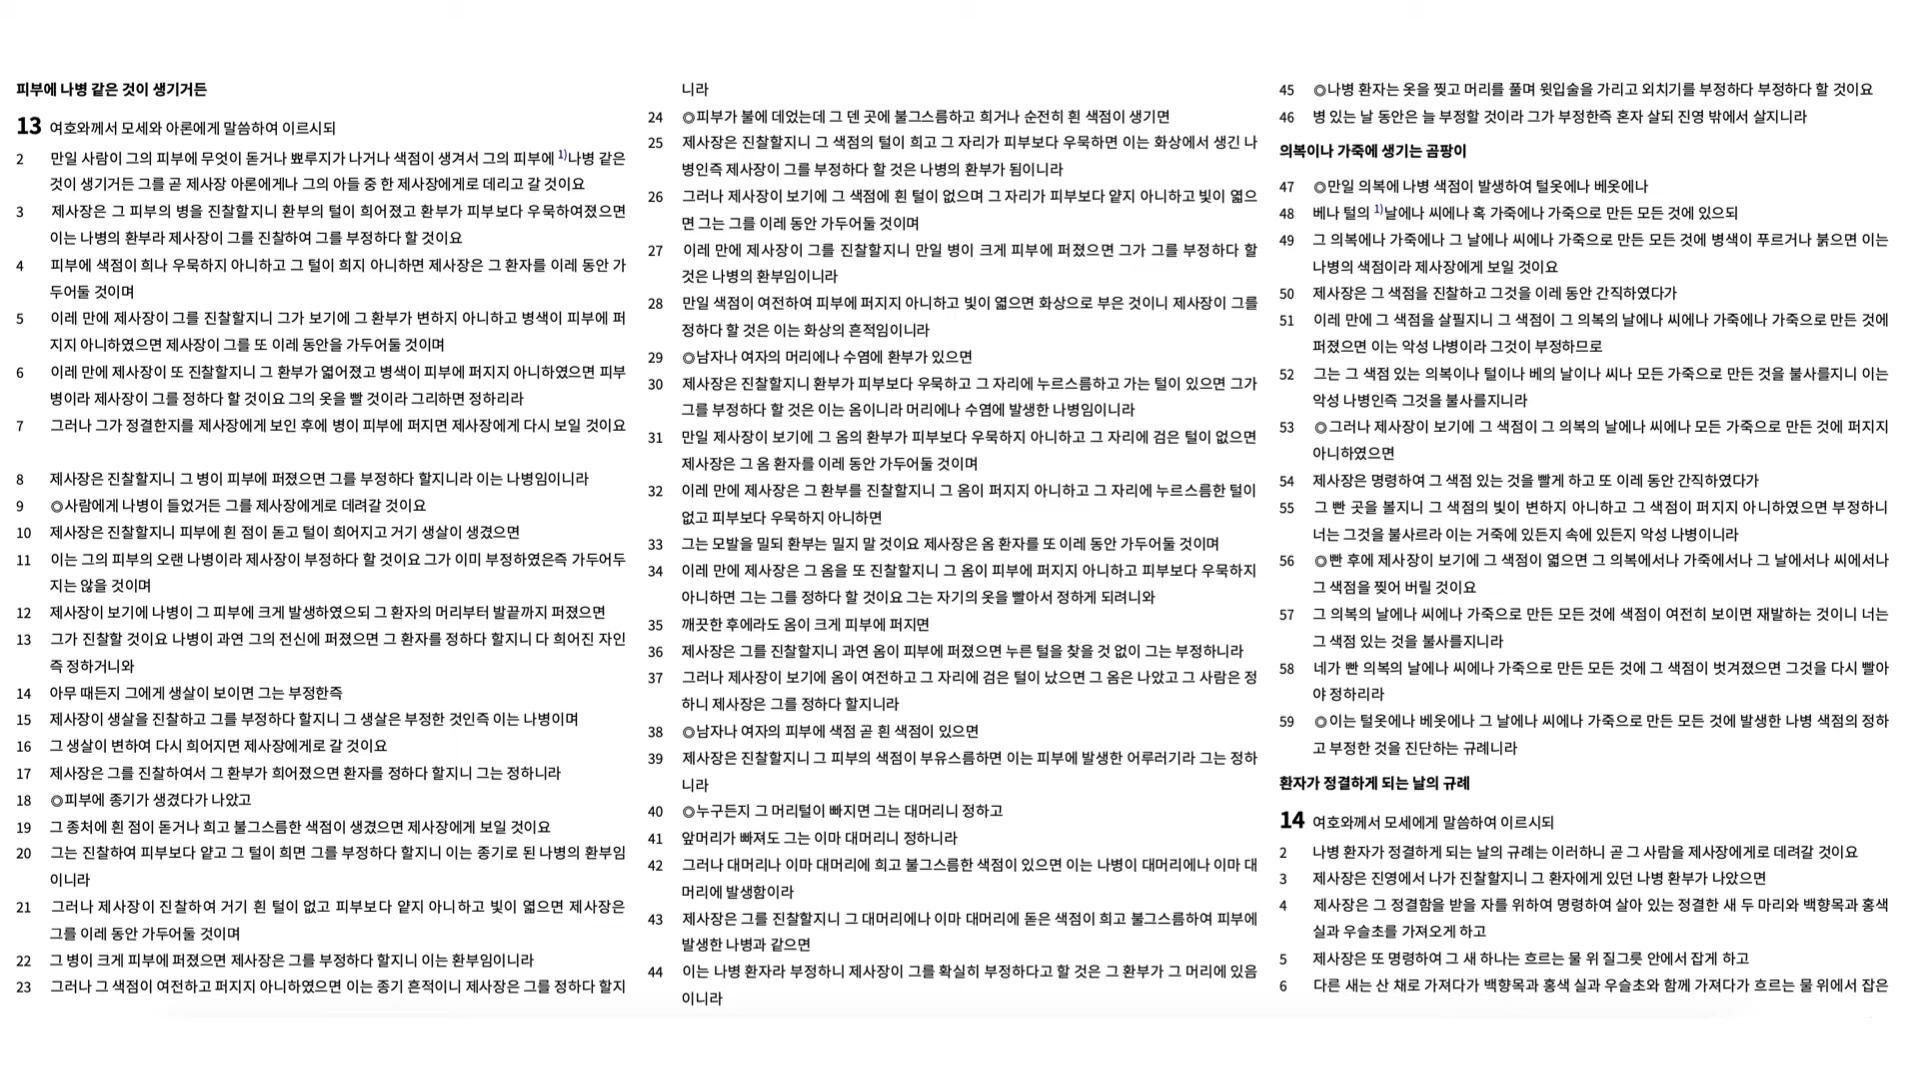 피부에 나병 같은 것이 생기거든
13 여호와께서 모세와 아론에게 말씀하여 이르시되
2 만일 사람이 그의 피부에 무엇이 돋거나 뾰루지가 나거나 색점이 생겨서 그의 피부에 1)나병 같은
것이 생기거든 그를 곧 제사장 아론에게나 그의 아들 중 한 제사장에게로 데리고 갈 것이요
3 제사장은 그 피부의 병을 진찰할지니 환부의 털이 희어졌고 환부가 피부보다 우묵하여졌으면
이는 나병의 환부라 제사장이 그를 진찰하여 그를 부정하다 할 것이요
4 피부에 색점이 희나 우묵하지 아니하고 그 털이 희지 아니하면 제사장은 그 환자를 이레 동안 가
두어둘 것이며
5 이레 만에 제사장이 그를 진찰할지니 그가 보기에 그 환부가 변하지 아니하고 병색이 피부에 퍼
지지 아니하였으면 제사장이 그를 또 이레 동안을 가두어둘 것이며
6 이레 만에 제사장이 또 진찰할지니 그 환부가 엷어졌고 병색이 피부에 퍼지지 아니하였으면 피부
병이라 제사장이 그를 정하다 할 것이요 그의 옷을 빨 것이라 그리하면 정하리라
7 그러나 그가 정결한지를 제사장에게 보인 후에 병이 피부에 퍼지면 제사장에게 다시 보일 것이요
8 제사장은 진찰할지니 그 병이 피부에 퍼졌으면 그를 부정하다 할지니라 이는 나병임이니라
9 ◎사람에게 나병이 들었거든 그를 제사장에게로 데려갈 것이요
10 제사장은 진찰할지니 피부에 흰 점이 돋고 털이 희어지고 거기 생살이 생겼으면
11 이는 그의 피부의 오랜 나병이라 제사장이 부정하다 할 것이요 그가 이미 부정하였은즉 가두어두
지는 않을 것이며
12 제사장이 보기에 나병이 그 피부에 크게 발생하였으되 그 환자의 머리부터 발끝까지 퍼졌으면
13 그가 진찰할 것이요 나병이 과연 그의 전신에 퍼졌으면 그 환자를 정하다 할지니 다 희어진 자인
즉 정하거니와
14 아무 때든지 그에게 생살이 보이면 그는 부정한즉
15 제사장이 생살을 진찰하고 그를 부정하다 할지니 그 생살은 부정한 것인즉 이는 나병이며
16 그 생살이 변하여 다시 희어지면 제사장에게로 갈 것이요
17 제사장은 그를 진찰하여서 그 환부가 희어졌으면 환자를 정하다 할지니 그는 정하니라
18 ◎피부에 종기가 생겼다가 나았고
19 그 종처에 흰 점이 돋거나 희고 불그스름한 색점이 생겼으면 제사장에게 보일 것이요
20 그는 진찰하여 피부보다 얕고 그 털이 희면 그를 부정하다 할지니 이는 종기로 된 나병의 환부임
이니라
21 그러나 제사장이 진찰하여 거기 흰 털이 없고 피부보다 얕지 아니하고 빛이 엷으면 제사장은
그를 이레 동안 가두어둘 것이며
22 그 병이 크게 피부에 퍼졌으면 제사장은 그를 부정하다 할지니 이는 환부임이니라
23 그러나 그 색점이 여전하고 퍼지지 아니하였으면 이는 종기 흔적이니 제사장은 그를 정하다 할지
니라
24 ◎피부가 불에 데었는데 그 덴 곳에 불그스름하고 희거나 순전히 흰 색점이 생기면
25 제사장은 진찰할지니 그 색점의 털이 희고 그 자리가 피부보다 우묵하면 이는 화상에서 생긴 나
병인즉 제사장이 그를 부정하다 할 것은 나병의 환부가 됨이니라
26 그러나 제사장이 보기에 그 색점에 흰 털이 없으며 그 자리가 피부보다 얕지 아니하고 빛이 엷으
면 그는 그를 이레 동안 가두어둘 것이며
27 이레 만에 제사장이 그를 진찰할지니 만일 병이 크게 피부에 퍼졌으면 그가 그를 부정하다 할
것은 나병의 환부임이니라
28 만일 색점이 여전하여 피부에 퍼지지 아니하고 빛이 엷으면 화상으로 부은 것이니 제사장이 그를
정하다 할 것은 이는 화상의 흔적임이니라
29 ◎남자나 여자의 머리에나 수염에 환부가 있으면
30 제사장은 진찰할지니 환부가 피부보다 우묵하고 그 자리에 누르스름하고 가는 털이 있으면 그가
그를 부정하다 할 것은 이는 옴이니라 머리에나 수염에 발생한 나병임이니라
31 만일 제사장이 보기에 그 옴의 환부가 피부보다 우묵하지 아니하고 그 자리에 검은 털이 없으면
제사장은 그 옴 환자를 이레 동안 가두어둘 것이며
32 이레 만에 제사장은 그 환부를 진찰할지니 그 옴이 퍼지지 아니하고 그 자리에 누르스름한 털이
없고 피부보다 우묵하지 아니하면
33 그는 모발을 밀되 환부는 밀지 말 것이요 제사장은 옴 환자를 또 이레 동안 가두어둘 것이며
34 이레 만에 제사장은 그 옴을 또 진찰할지니 그 옴이 피부에 퍼지지 아니하고 피부보다 우묵하지
아니하면 그는 그를 정하다 할 것이요 그는 자기의 옷을 빨아서 정하게 되려니와
35 깨끗한 후에라도 옴이 크게 피부에 퍼지면
36 제사장은 그를 진찰할지니 과연 옴이 피부에 퍼졌으면 누른 털을 찾을 것 없이 그는 부정하니라
37 그러나 제사장이 보기에 옴이 여전하고 그 자리에 검은 털이 났으면 그 옴은 나았고 그 사람은 정
하니 제사장은 그를 정하다 할지니라
38 ◎남자나 여자의 피부에 색점 곧 흰 색점이 있으면
39 제사장은 진찰할지니 그 피부의 색점이 부유스름하면 이는 피부에 발생한 어루러기라 그는 정하
니라
40 ◎누구든지 그 머리털이 빠지면 그는 대머리니 정하고
41 앞머리가 빠져도 그는 이마 대머리니 정하니라
42 그러나 대머리나 이마 대머리에 희고 불그스름한 색점이 있으면 이는 나병이 대머리에나 이마 대
머리에 발생함이라
43 제사장은 그를 진찰할지니 그 대머리에나 이마 대머리에 돋은 색점이 희고 불그스름하여 피부에
발생한 나병과 같으면
44 이는 나병 환자라 부정하니 제사장이 그를 확실히 부정하다고 할 것은 그 환부가 그 머리에 있음
이니라
45 ◎나병 환자는 옷을 찢고 머리를 풀며 윗입술을 가리고 외치기를 부정하다 부정하다 할 것이요
46 병 있는 날 동안은 늘 부정할 것이라 그가 부정한즉 혼자 살되 진영 밖에서 살지니라
의복이나 가죽에 생기는 곰팡이
47 ◎만일 의복에 나병 색점이 발생하여 털옷에나 베옷에나
48 베나 털의 1)날에나 씨에나 혹 가죽에나 가죽으로 만든 모든 것에 있으되
49 그 의복에나 가죽에나 그 날에나 씨에나 가죽으로 만든 모든 것에 병색이 푸르거나 붉으면 이는
나병의 색점이라 제사장에게 보일 것이요
50 제사장은 그 색점을 진찰하고 그것을 이레 동안 간직하였다가
51 이레 만에 그 색점을 살필지니 그 색점이 그 의복의 날에나 씨에나 가죽에나 가죽으로 만든 것에
퍼졌으면 이는 악성 나병이라 그것이 부정하므로
52 그는 그 색점 있는 의복이나 털이나 베의 날이나 씨나 모든 가죽으로 만든 것을 불사를지니 이는
악성 나병인즉 그것을 불사를지니라
53 ◎그러나 제사장이 보기에 그 색점이 그 의복의 날에나 씨에나 모든 가죽으로 만든 것에 퍼지지
아니하였으면
54 제사장은 명령하여 그 색점 있는 것을 빨게 하고 또 이레 동안 간직하였다가
55 그 빤 곳을 볼지니 그 색점의 빛이 변하지 아니하고 그 색점이 퍼지지 아니하였으면 부정하니
너는 그것을 불사르라 이는 거죽에 있든지 속에 있든지 악성 나병이니라
56 ◎빤 후에 제사장이 보기에 그 색점이 엷으면 그 의복에서나 가죽에서나 그 날에서나 씨에서나
그 색점을 찢어 버릴 것이요
57 그 의복의 날에나 씨에나 가죽으로 만든 모든 것에 색점이 여전히 보이면 재발하는 것이니 너는
그 색점 있는 것을 불사를지니라
58 네가 빤 의복의 날에나 씨에나 가죽으로 만든 모든 것에 그 색점이 벗겨졌으면 그것을 다시 빨아
야 정하리라
59 ◎이는 털옷에나 베옷에나 그 날에나 씨에나 가죽으로 만든 모든 것에 발생한 나병 색점의 정하
고 부정한 것을 진단하는 규례니라
환자가 정결하게 되는 날의 규례
14 여호와께서 모세에게 말씀하여 이르시되
2 나병 환자가 정결하게 되는 날의 규례는 이러하니 곧 그 사람을 제사장에게로 데려갈 것이요
3 제사장은 진영에서 나가 진찰할지니 그 환자에게 있던 나병 환부가 나았으면
4 제사장은 그 정결함을 받을 자를 위하여 명령하여 살아 있는 정결한 새 두 마리와 백향목과 홍색
실과 우슬초를 가져오게 하고
5 제사장은 또 명령하여 그 새 하나는 흐르는 물 위 질그릇 안에서 잡게 하고
6 다른 새는 산 채로 가져다가 백향목과 홍색 실과 우슬초와 함께 가져다가 흐르는 물 위에서 잡은